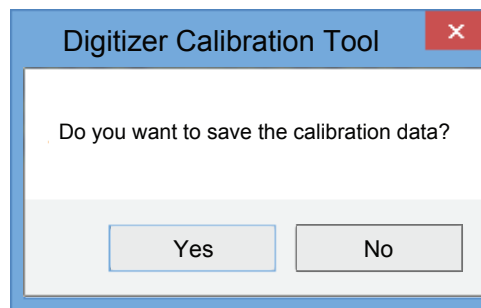 Digitizer Calibration Tool
Do you want to save the calibration data?
Yes No